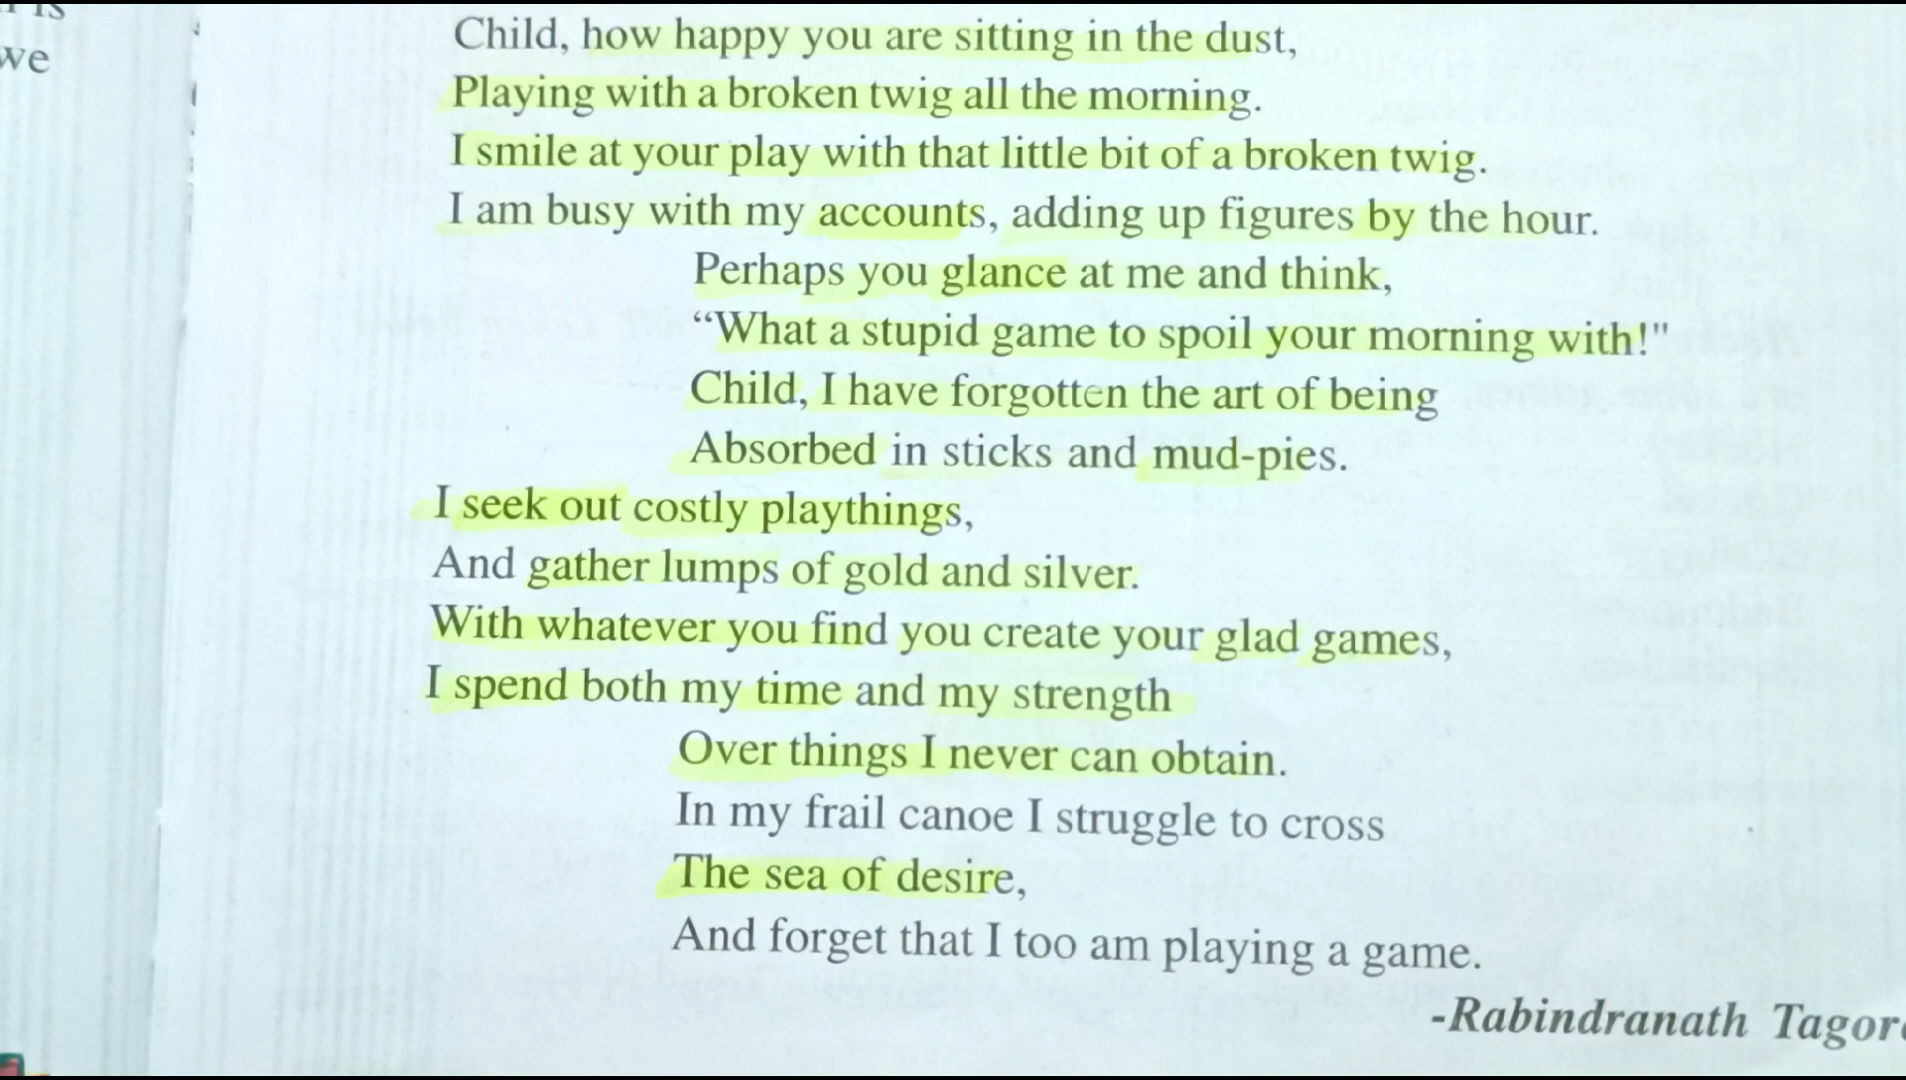 is
we
Child, how happy you are sitting in the dust,
Playing with a broken twig all the morning.
I smile at your play with that little bit of a broken twig.
I am busy with my accounts, adding up figures by the hour.
Perhaps you glance at me and think,
“What a stupid game to spoil your morning with!"
Child, I have forgotten the art of being
Absorbed in sticks and mud-pies.
I seek out costly playthings,
And gather lumps of gold and silver.
With whatever you find you create your glad games,
I spend both my time and my strength
Over things I never can obtain.
In my frail canoe I struggle to cross
The sea of desire,
And forget that I too am playing a game.
-Rabindranath Tagore